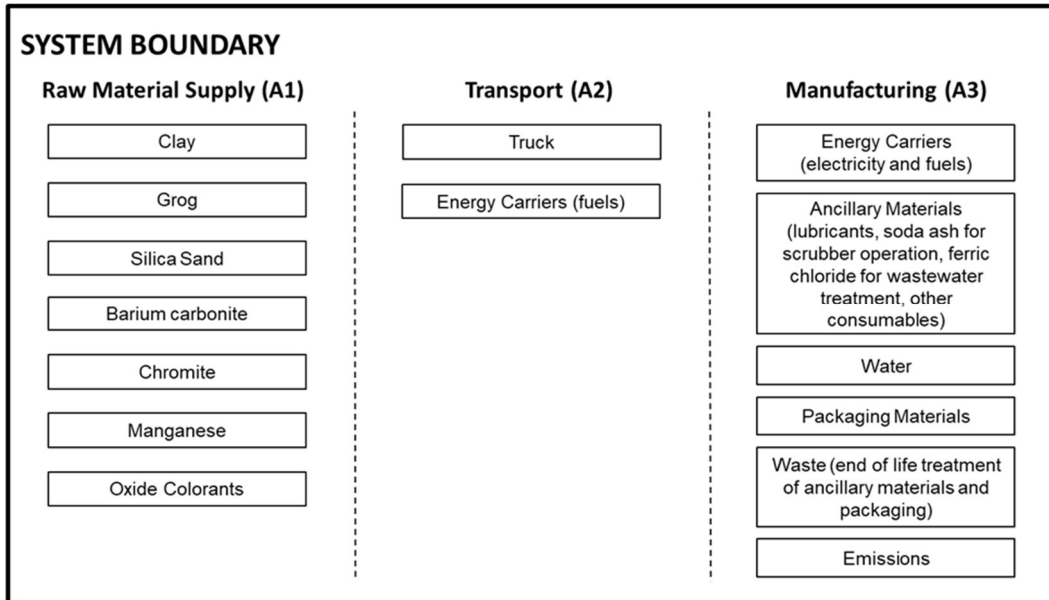 SYSTEM BOUNDARY
Raw Material Supply (A1)
Clay
Grog
Silica Sand
Barium carbonite
Chromite
Manganese
Oxide Colorants
Transport (A2)
Truck
Energy Carriers (fuels)
Manufacturing (A3)
Energy Carriers
(electricity and fuels)
Ancillary Materials
(lubricants, soda ash for
scrubber operation, ferric
chloride for wastewater
treatment, other
consumables)
Water
Packaging Materials
Waste (end of life treatment
of ancillary materials and
packaging)
Emissions